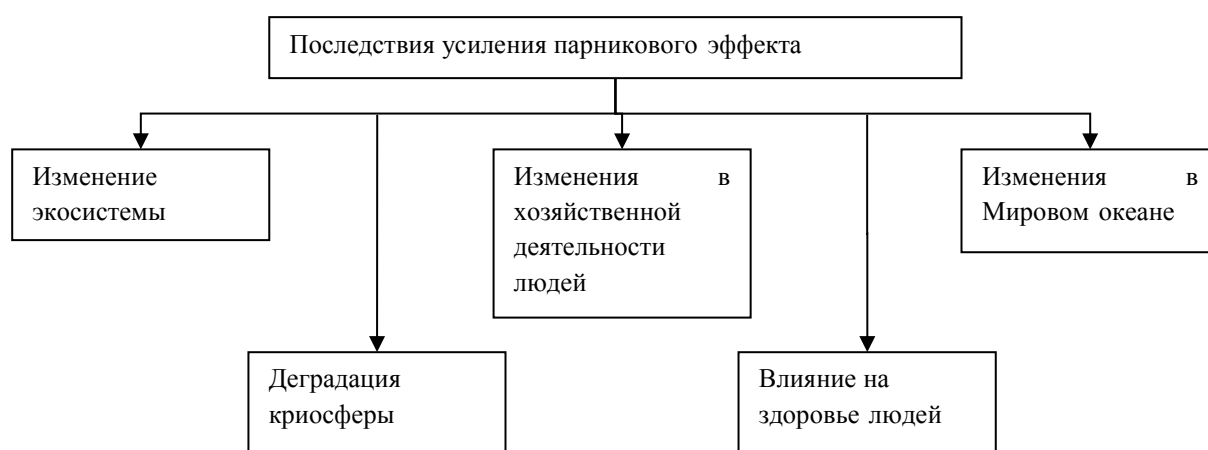 Последствия усиления парникового эффекта
Изменение
экосистемы
Изменения в
хозяйственной
деятельности
людей
Изменения в
Мировом океане
Деградация
криосферы
Влияние на
здоровье людей